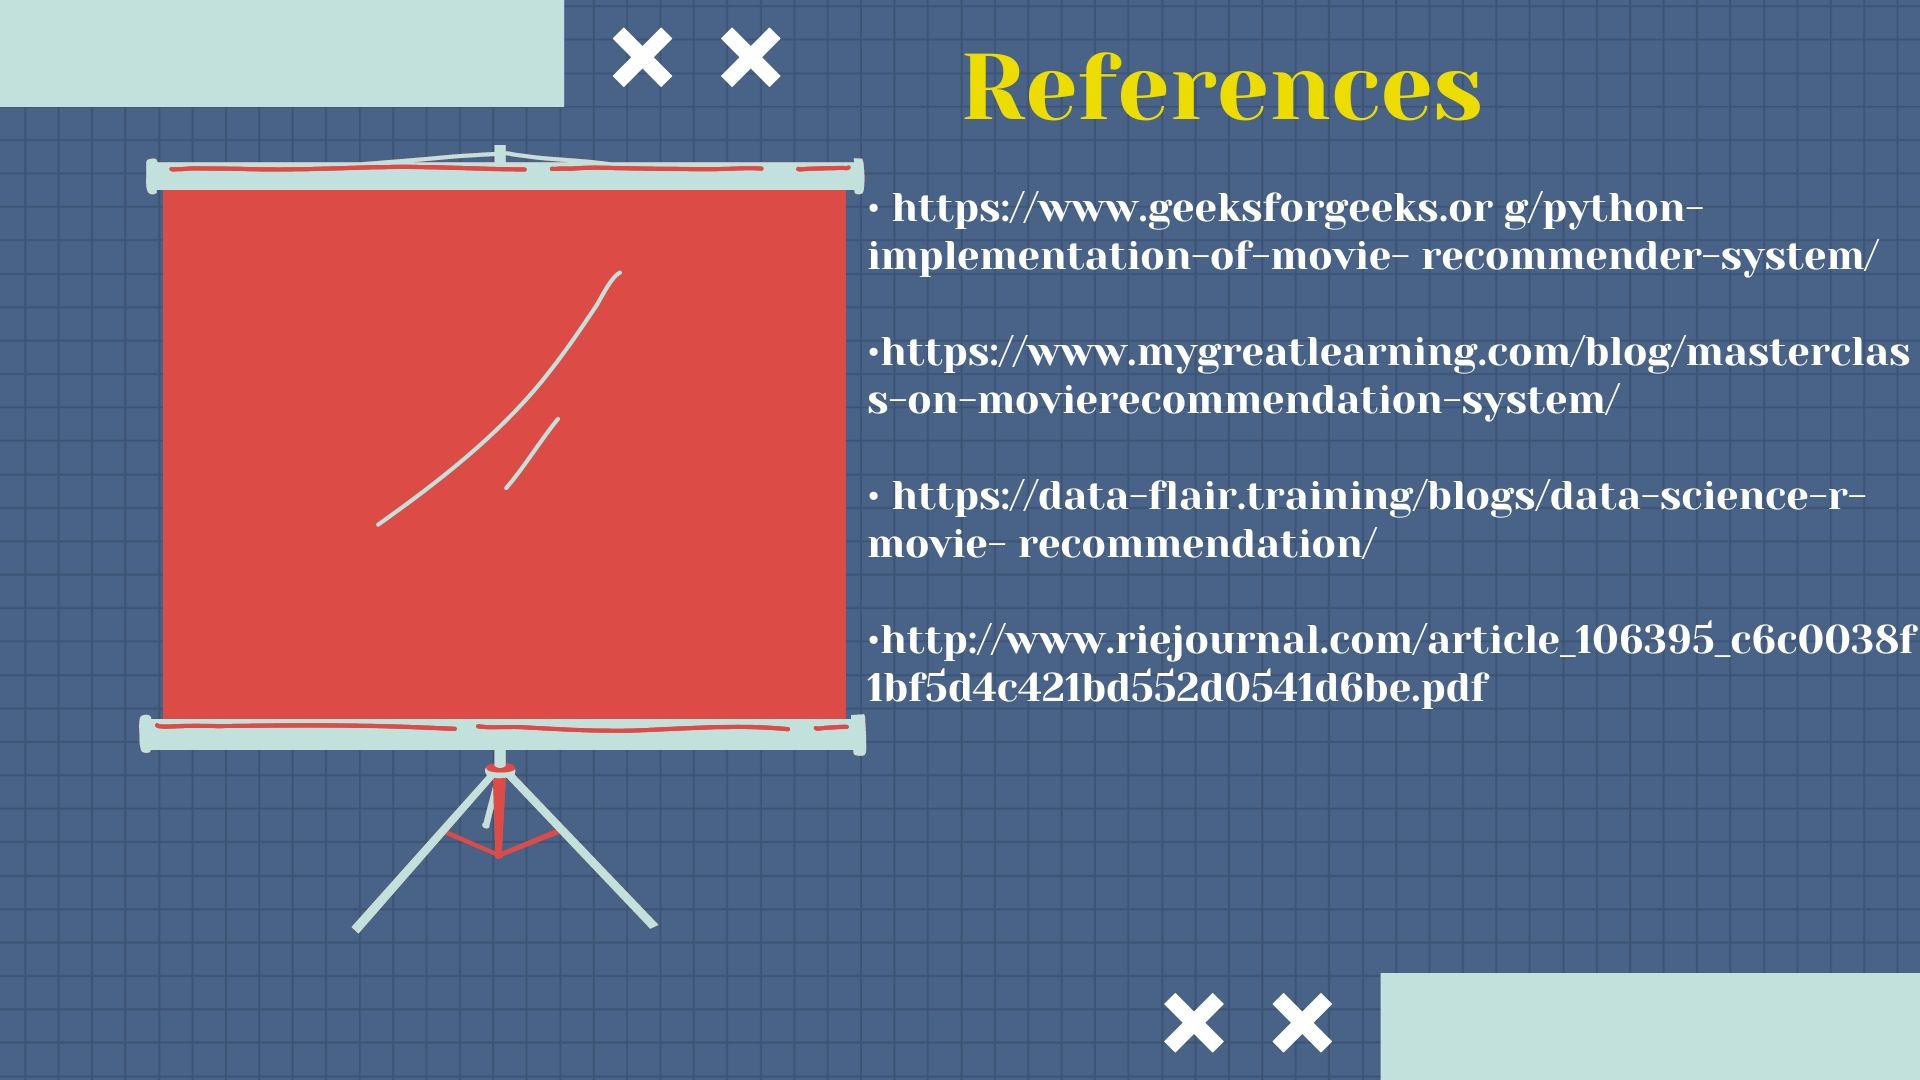 References
• https://www.geeksforgeeks.or g/python-
implementation-of-movie- recommender-system/
•https://www.mygreatlearning.com/blog/masterclas
s-on-movierecommendation-system/
• https://data-flair.training/blogs/data-science-r-
movie- recommendation/
•http://www.riejournal.com/article_106395_c6c0038f
1bf5d4c421bd552d0541d6be.pdf